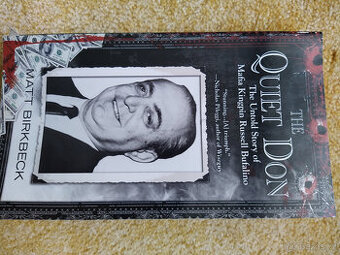 THE
QUIET DON
The Untold Story of
Mafia Kingpin Russell Bufalino
"Stunning...[A] triumph."
—Nicholas Pileggi, author of Wiseguy
MATT BIRKBECK